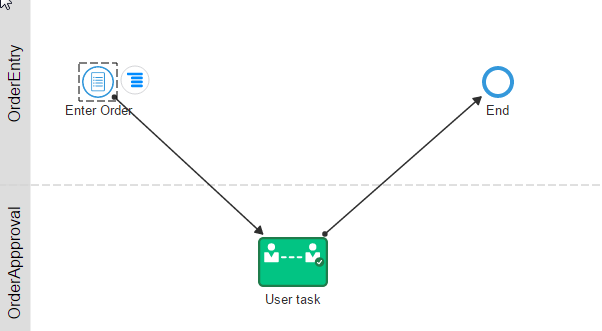 OrderEntry
Enter Order
End
OrderAppproval
User task